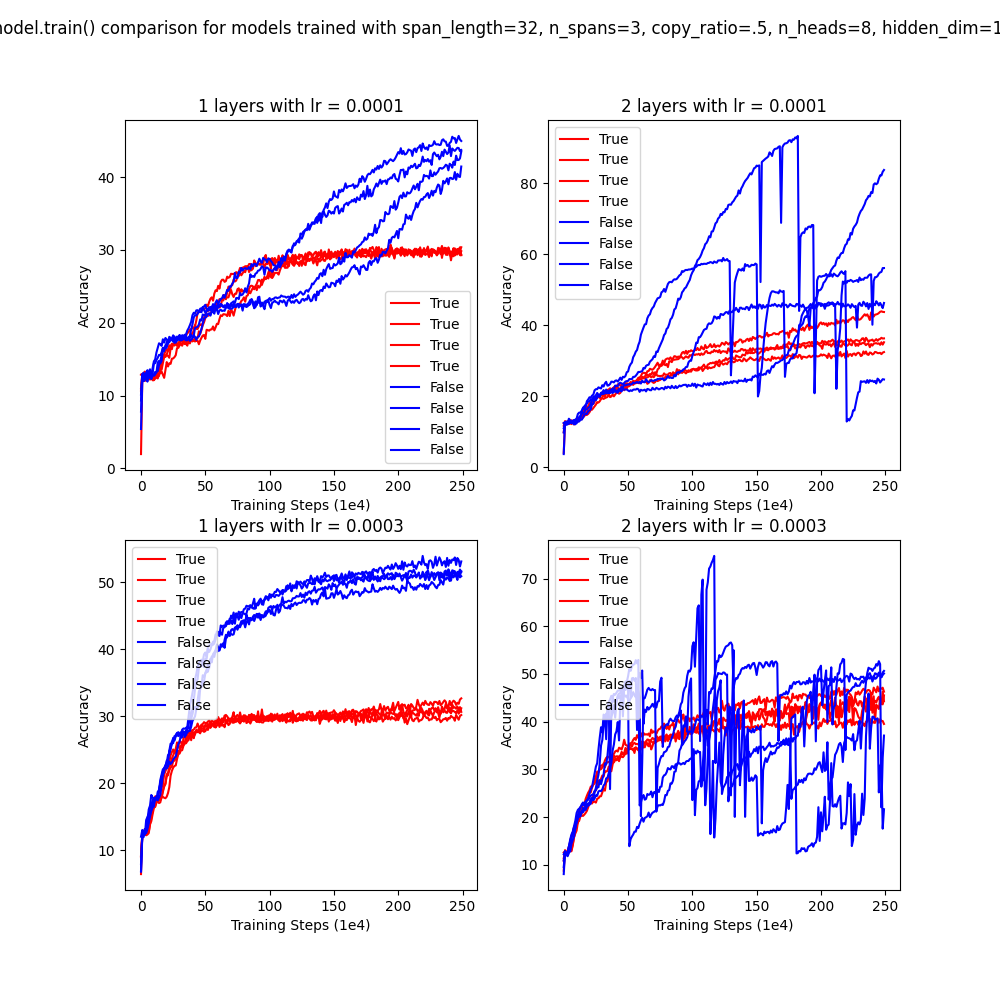 odel.train() comparison for models trained with span_length=32, n_spans=3, copy_ratio=.5, n_heads=8, hidden_dim=1
1 layers with lr = 0.0001
40
30
20
10
0
Accuracy
True
True
True
True
False
False
False
False
0 50 100 150 200 250
Training Steps (1e4)
2 layers with lr = 0.0001
80
60
40
20
0
Accuracy
True
True
True
True
False
False
False
False
0 50 100 150 200 250
Training Steps (1e4)
1 layers with lr = 0.0003
50
40
30
20
10
Accuracy
True
True
True
True
False
False
False
False
0 50 100 150 200 250
Training Steps (1e4)
2 layers with lr = 0.0003
70
60
50
40
30
20
10
Accuracy
True
True
True
True
False
False
False
False
0 50 100 150 200 250
Training Steps (1e4)